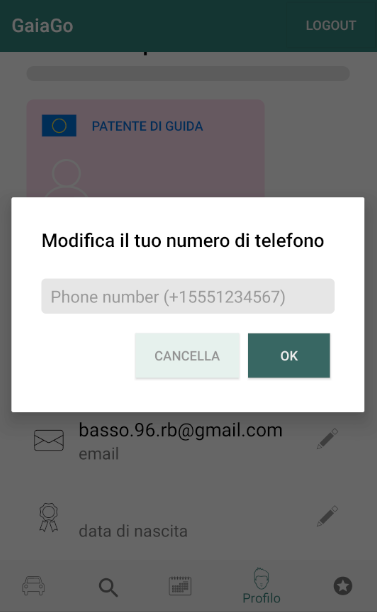 GaiaGo
LOGOUT
PATENTE DI GUIDA
Modifica il tuo numero di telefono
Phone number (+15551234567)
CANCELLA
OK
basso.96.rb@gmail.com
email
data di nascita
Profilo